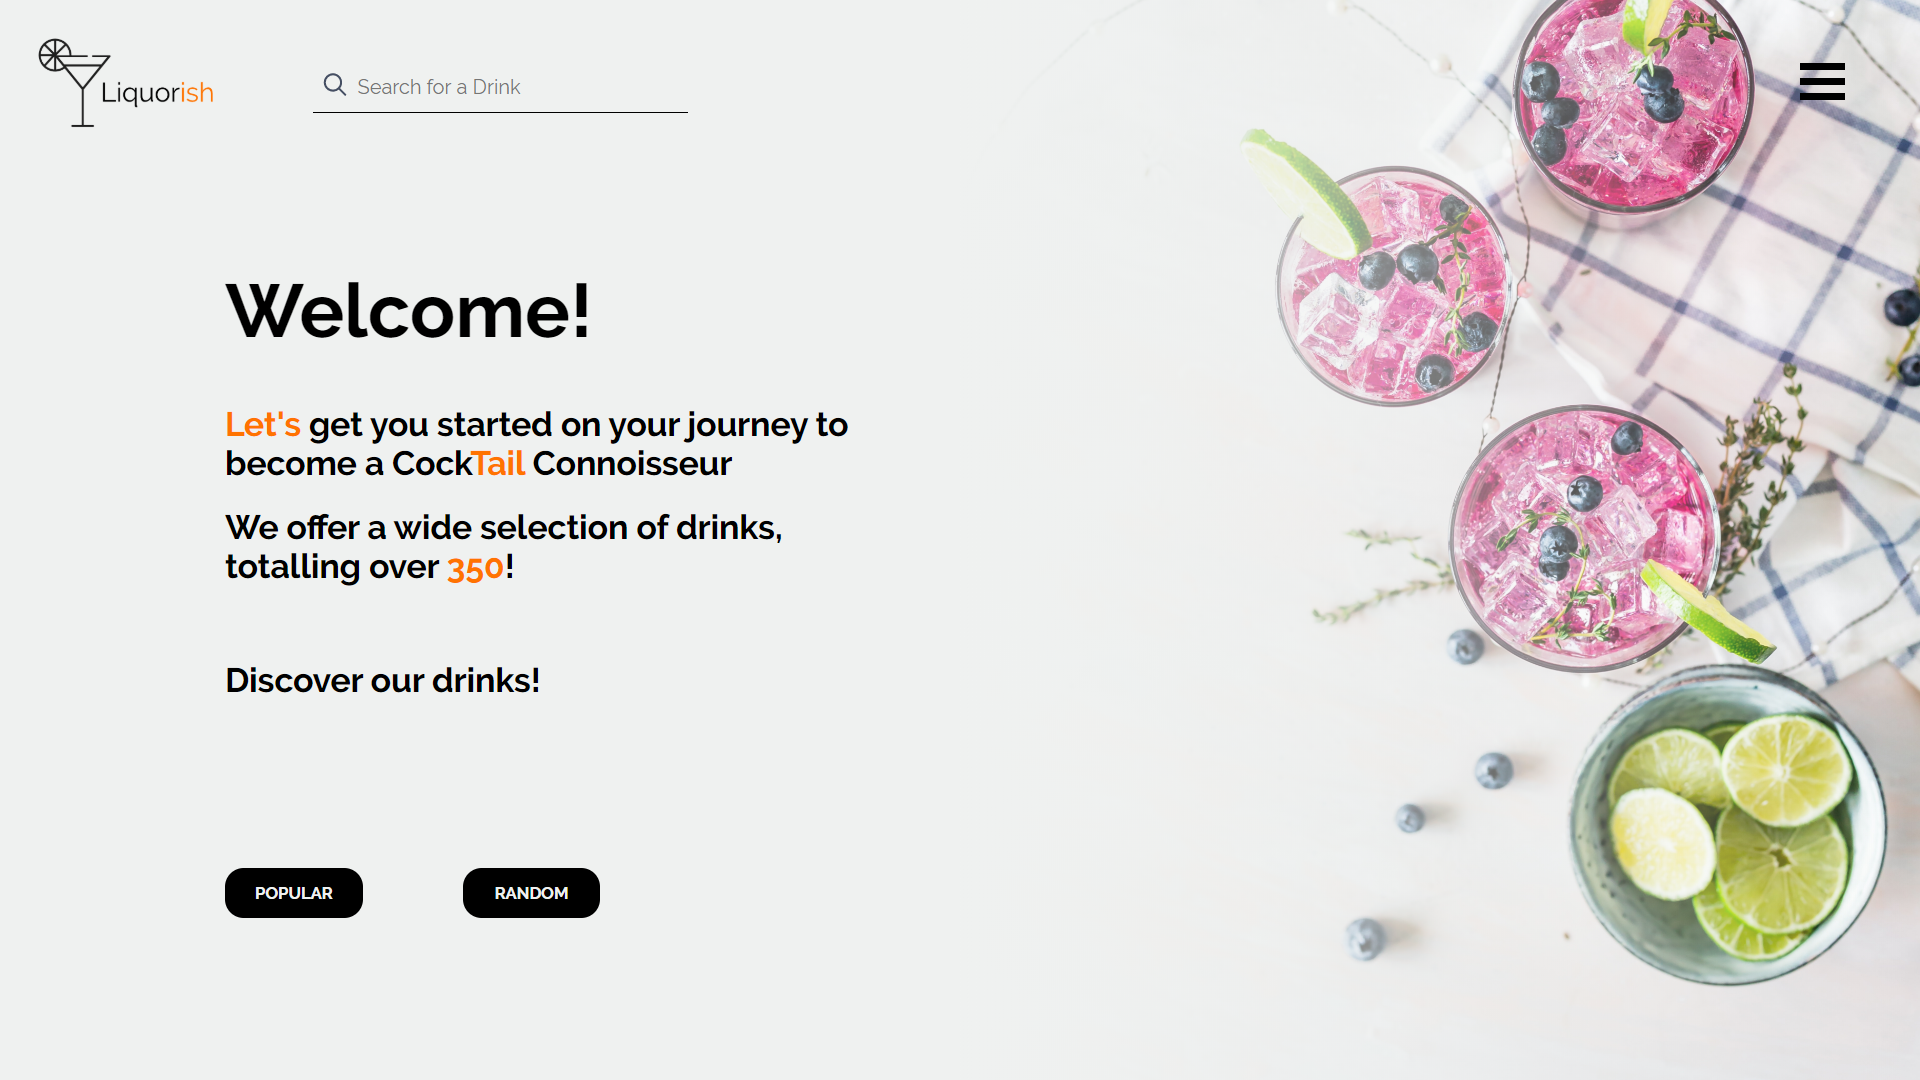 Liquorish
Search for a Drink
Welcome!
Let's get you started on your journey to
become a CockTail Connoisseur
We offer a wide selection of drinks,
totalling over 350!
Discover our drinks!
POPULAR
RANDOM